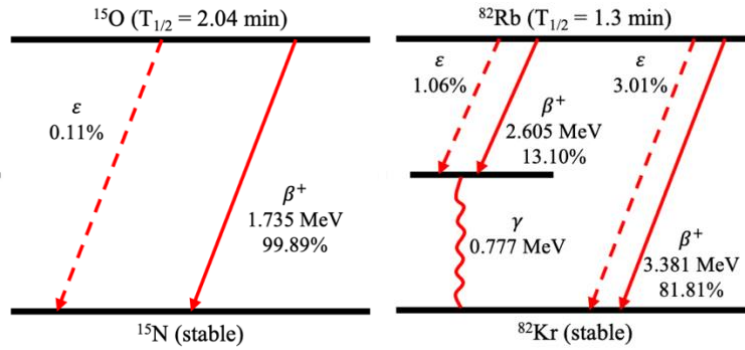 ¹⁵O (T₁/₂ = 2.04 min)
ε
0.11%
β⁺
1.735 MeV
99.89%
¹⁵N (stable)
⁸²Rb (T₁/₂ = 1.3 min)
ε
1.06%
β⁺
2.605 MeV
13.10%
ε
3.01%
γ
0.777 MeV
β⁺
3.381 MeV
81.81%
⁸²Kr (stable)